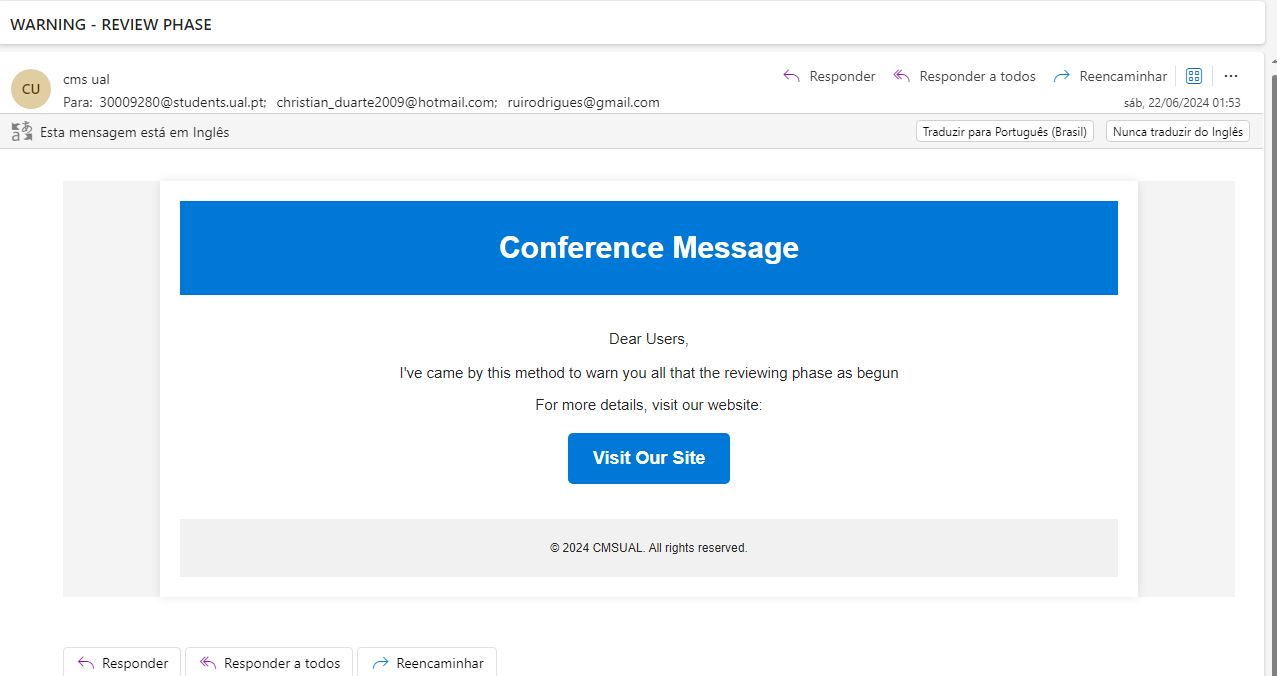 WARNING - REVIEW PHASE
CU
cms ual
Responder
Responder a todos
Reencaminhar
Para: 30009280@students.ual.pt; christian_duarte2009@hotmail.com; ruirodrigues@gmail.com
sáb, 22/06/2024 01:53
Esta mensagem está em Inglês
Traduzir para Português (Brasil)
Nunca traduzir do Inglês
Conference Message
Dear Users,
I've came by this method to warn you all that the reviewing phase as begun
For more details, visit our website:
Visit Our Site
© 2024 CMSUAL. All rights reserved.
Responder
Responder a todos
Reencaminhar